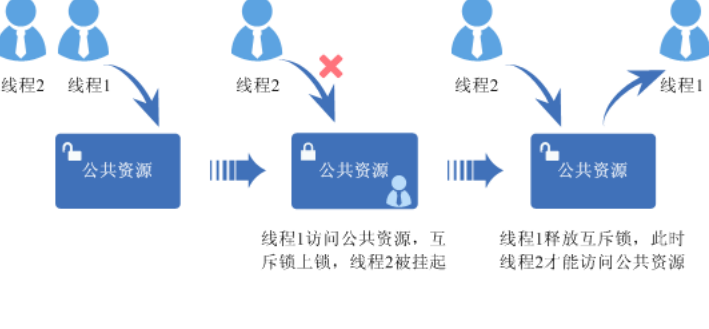 线程2
线程1
线程2
线程2
线程1
公共资源
公共资源
公共资源
线程1访问公共资源，互
斥锁上锁，线程2被挂起
线程1释放互斥锁，此时
线程2才能访问公共资源